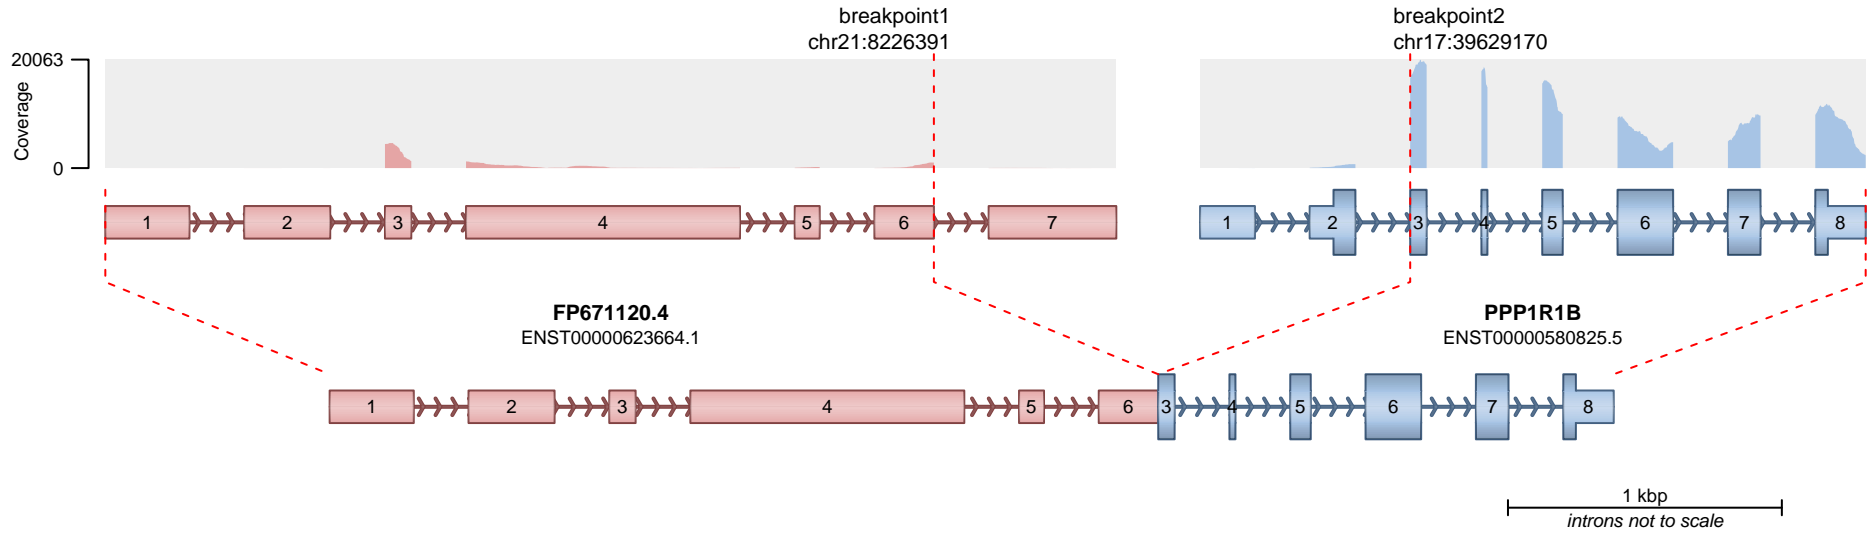 breakpoint1
chr21:8226391
breakpoint2
chr17:39629170
20063
Coverage
0
1 2 3 4 5 6 7
1 2 3 4 5 6 7 8
FP671120.4
ENST00000623664.1
PPP1R1B
ENST00000580825.5
1 2 3 4 5 6 3 4 5 6 7 8
1 kbp
introns not to scale